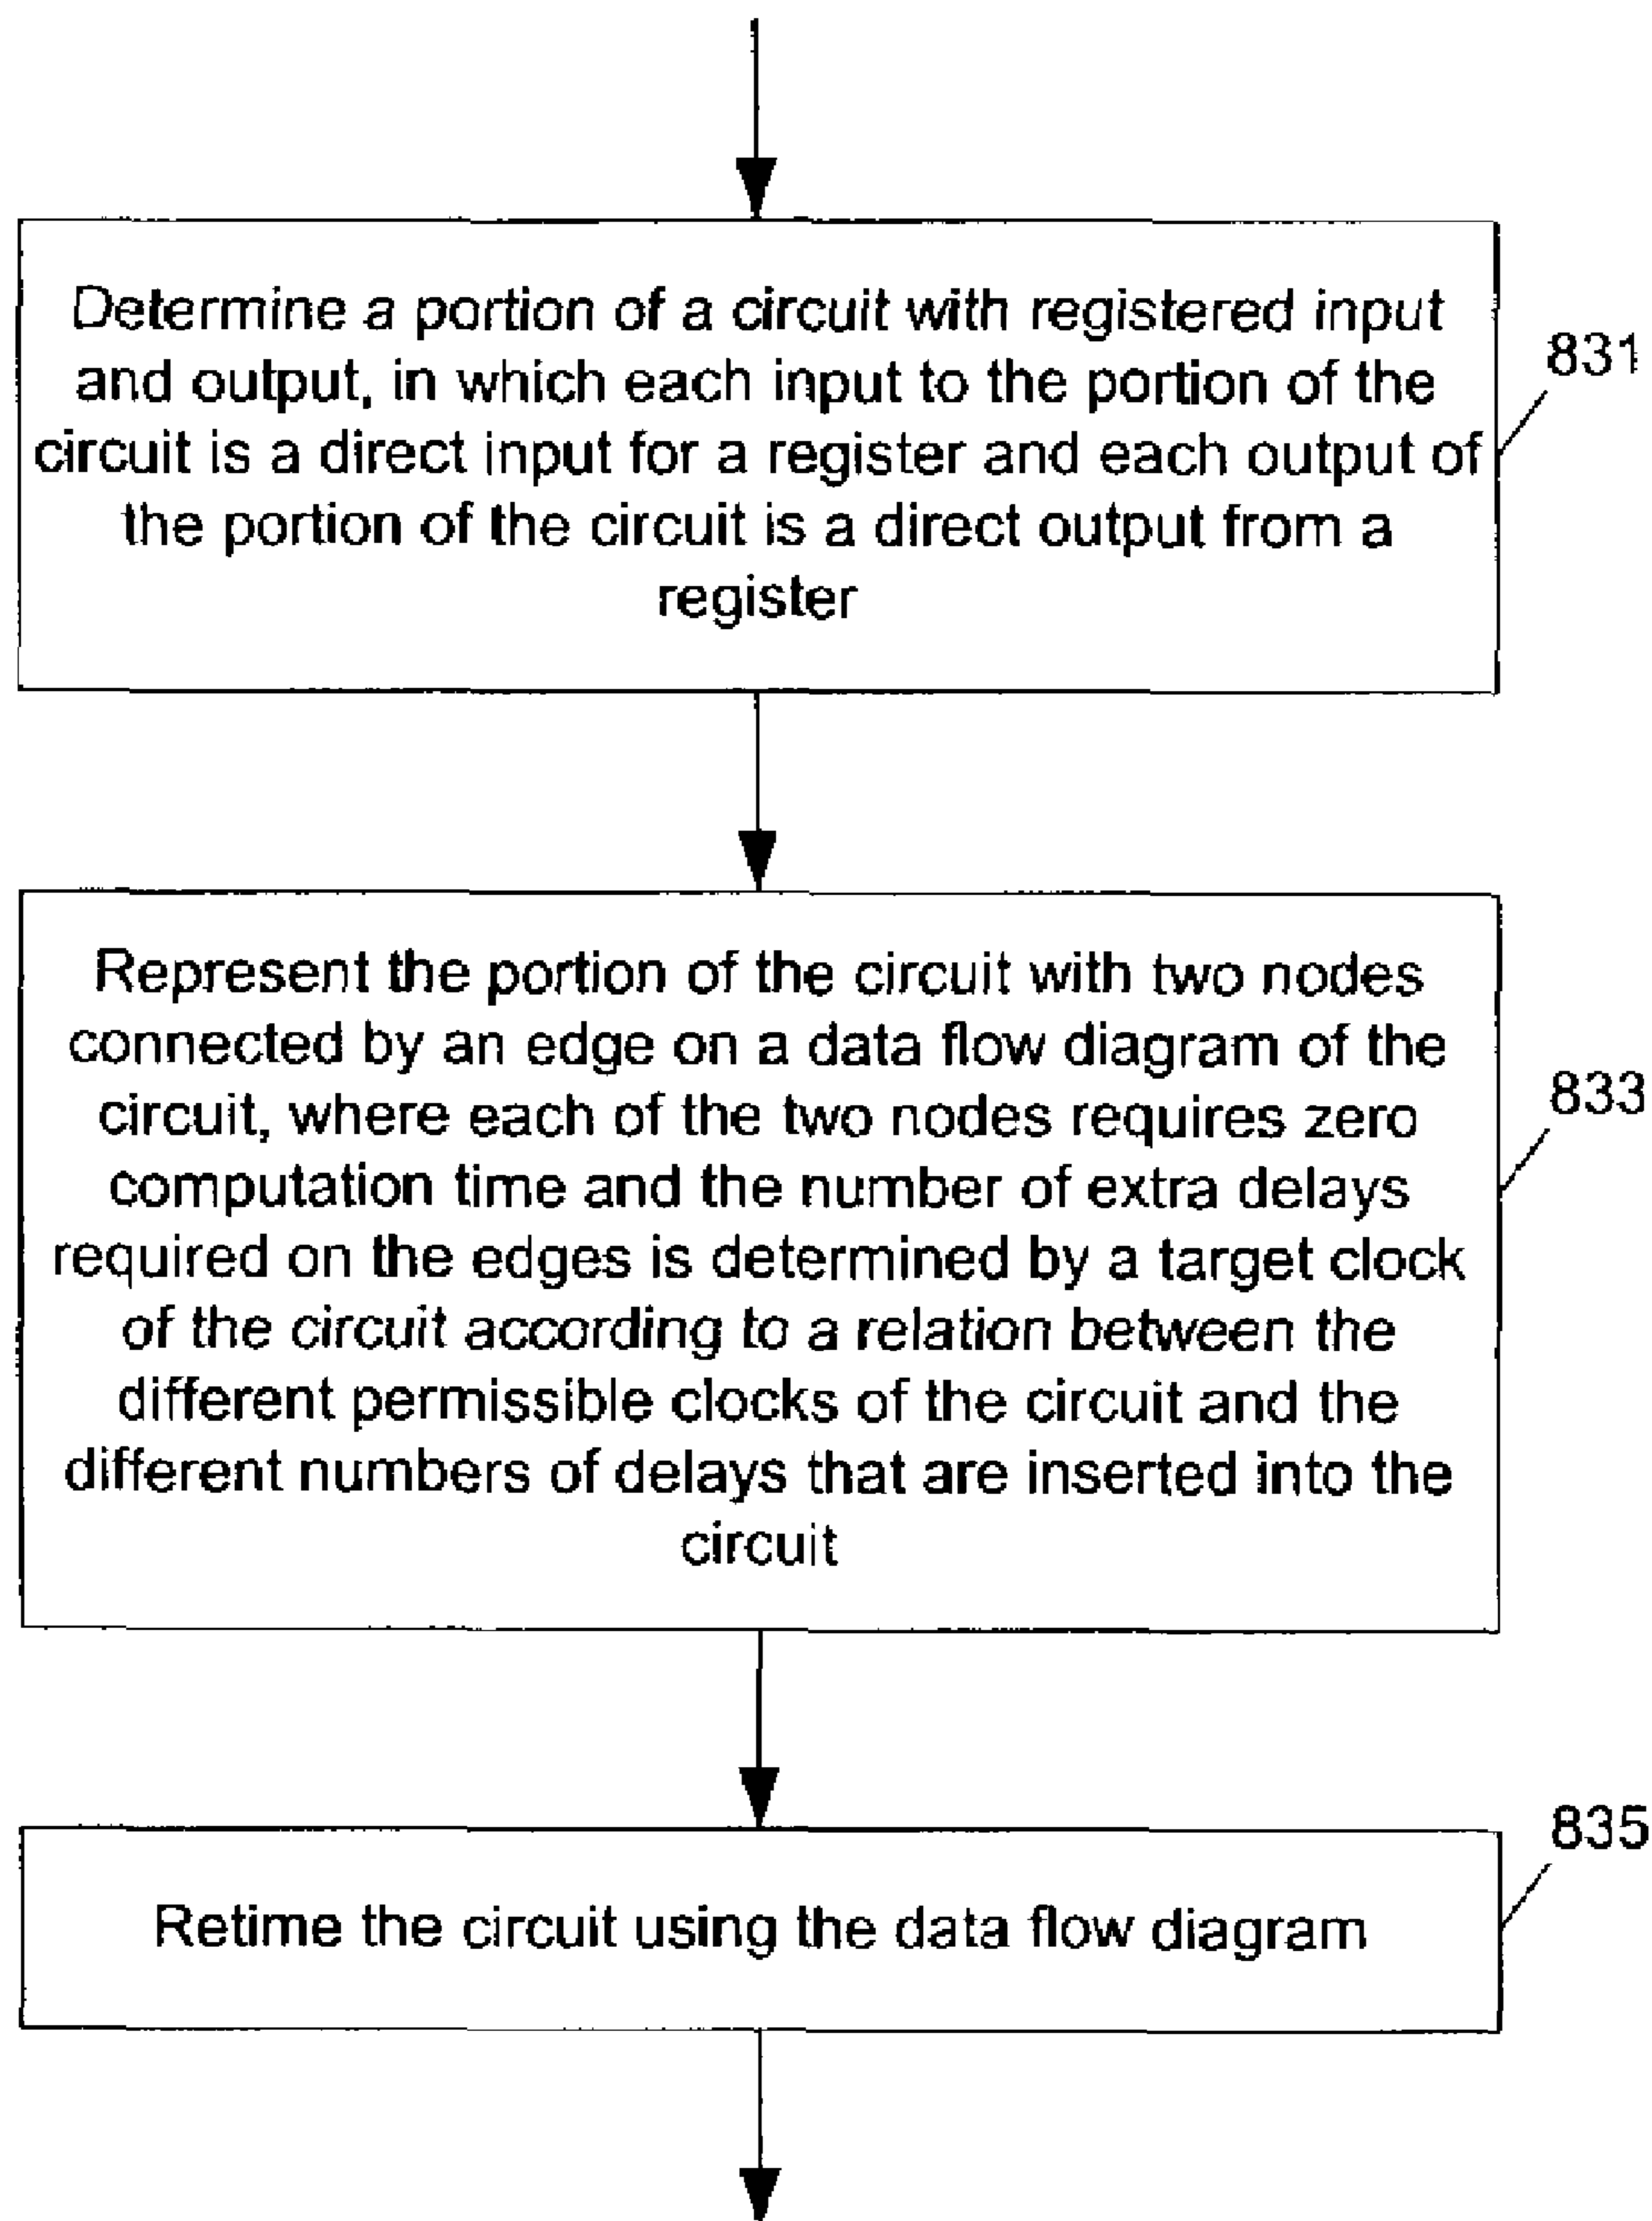 Determine a portion of a circuit with registered input
and output, in which each input to the portion of the
circuit is a direct input for a register and each output of
the portion of the circuit is a direct output from a
register
831
Represent the portion of the circuit with two nodes
connected by an edge on a data flow diagram of the
circuit, where each of the two nodes requires zero
computation time and the number of extra delays
required on the edges is determined by a target clock
of the circuit according to a relation between the
different permissible clocks of the circuit and the
different numbers of delays that are inserted into the
circuit
833
Retime the circuit using the data flow diagram
835